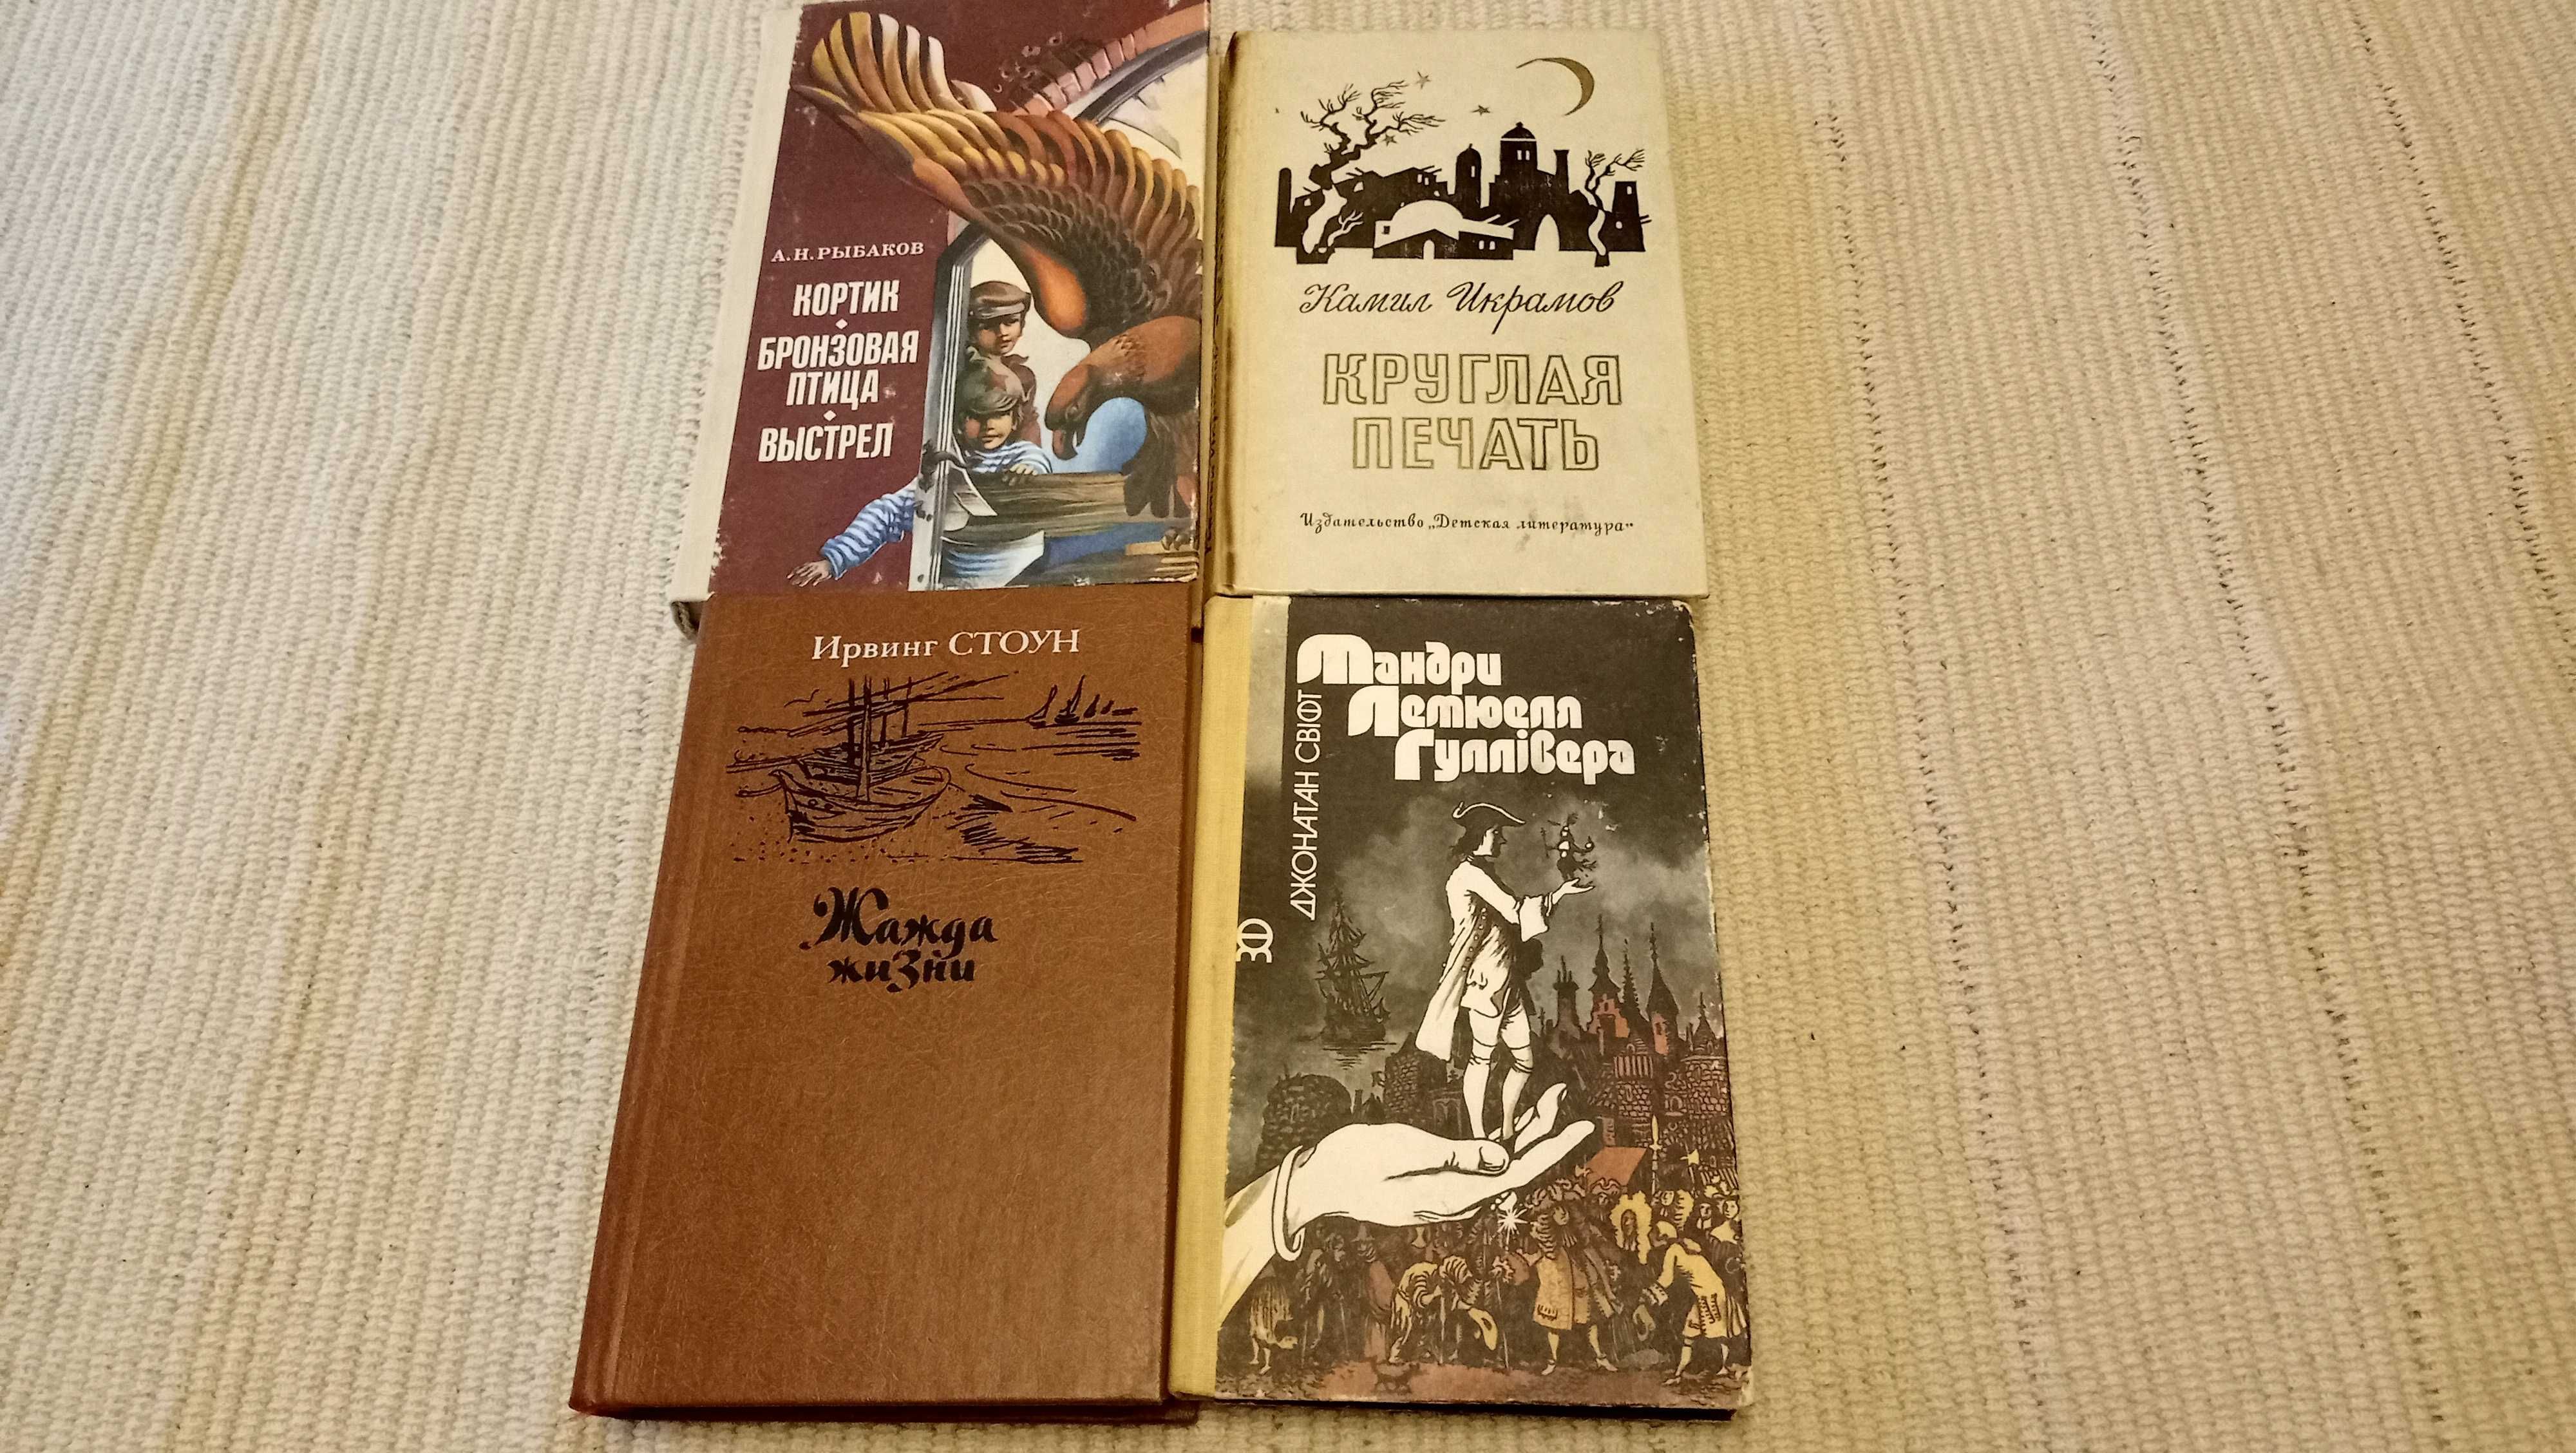 А.Н.РЫБАКОВ
КОРТИК
БРОНЗОВАЯ
ПТИЦА
ВЫСТРЕЛ
Камил Икрамов
КРУГЛАЯ
ПЕЧАТЬ
Издательство „Детская литература"
Ирвинг СТОУН
Жажда
жизни
Мандри
Лемюеля
Гуллівера
ДЖОНАТАН СВІФТ